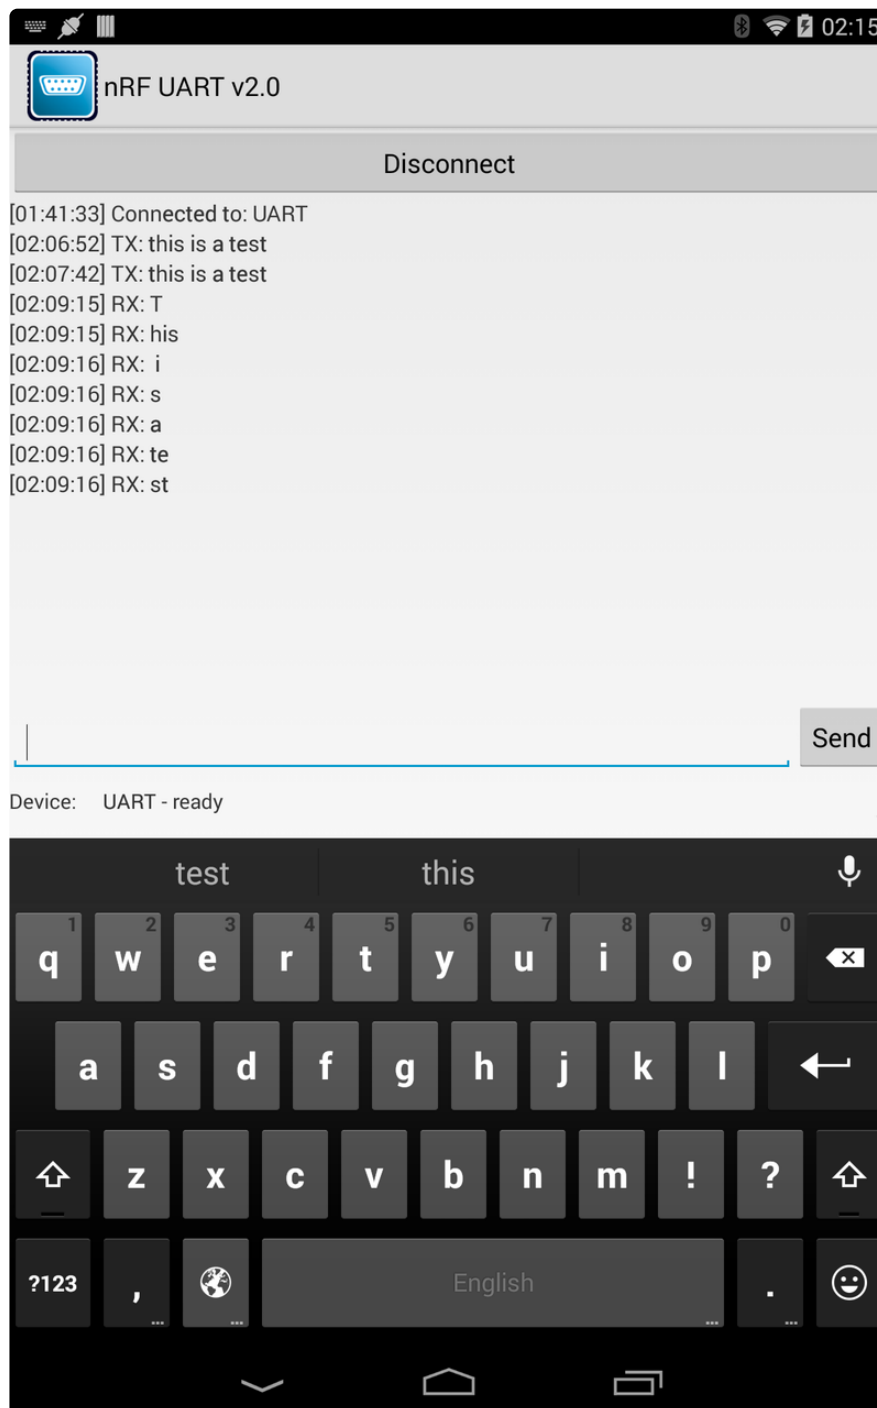 02:15
nRF UART v2.0
Disconnect
[01:41:33] Connected to: UART
[02:06:52] TX: this is a test
[02:07:42] TX: this is a test
[02:09:15] RX: T
[02:09:15] RX: his
[02:09:16] RX:  i
[02:09:16] RX: s
[02:09:16] RX: a
[02:09:16] RX: te
[02:09:16] RX: st
Send
Device: UART - ready
test this
1 2 3 4 5 6 7 8 9 0
q w e r t y u i o p
a s d f g h j k l
z x c v b n m ! ?
?123 , English .